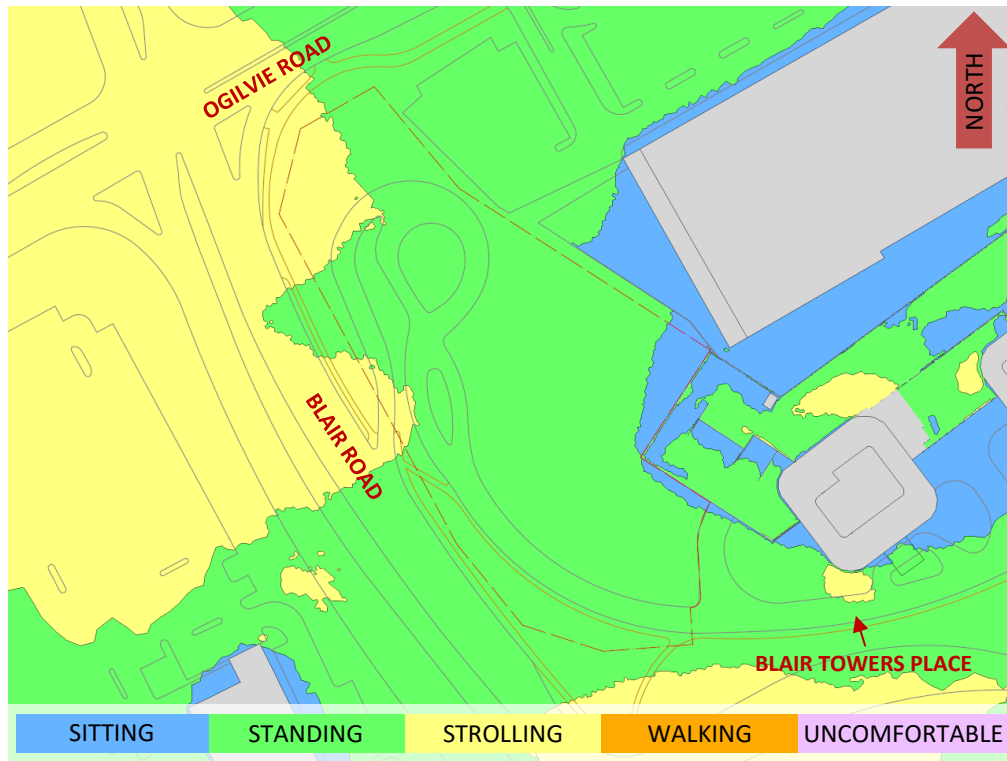 OGILVIE ROAD
NORTH
BLAIR ROAD
BLAIR TOWERS PLACE
SITTING STANDING STROLLING WALKING UNCOMFORTABLE